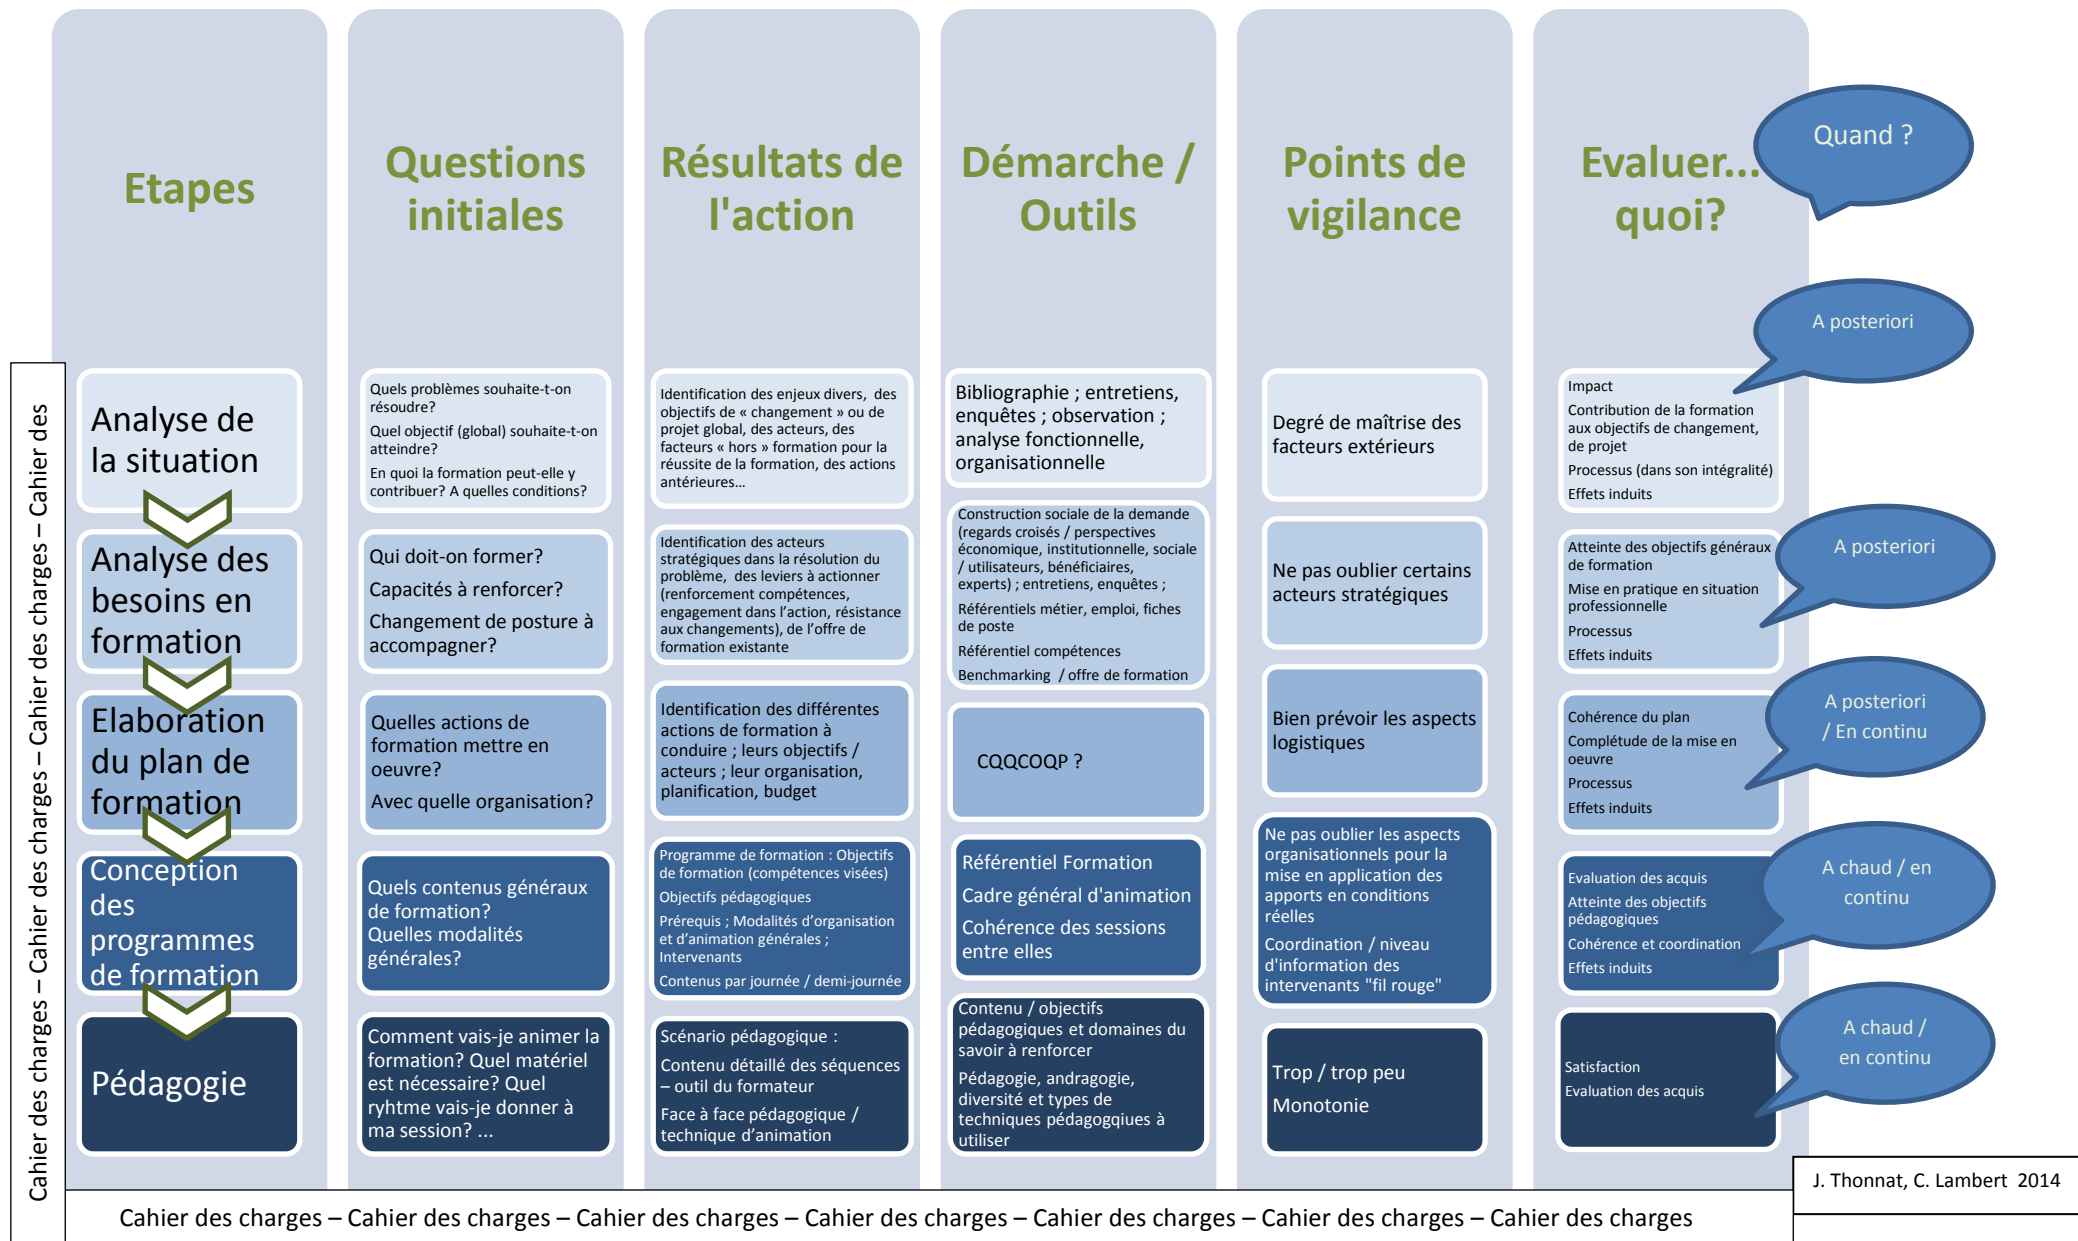 Etapes
Questions
initiales
Résultats de
l'action
Démarche /
Outils
Points de
vigilance
Evaluer...
quoi?
Quand ?
Analyse de
la situation
Quels problèmes souhaite-t-on
résoudre?
Quel objectif (global) souhaite-t-on
atteindre?
En quoi la formation peut-elle y
contribuer? A quelles conditions?
Identification des enjeux divers, des
objectifs de « changement » ou de
projet global, des acteurs, des
facteurs « hors » formation pour la
réussite de la formation, des actions
antérieures...
Bibliographie ; entretiens,
enquêtes ; observation ;
analyse fonctionnelle,
organisationnelle
Degré de maîtrise des
facteurs extérieurs
Impact
Contribution de la formation
aux objectifs de changement,
de projet
Processus (dans son intégralité)
Effets induits
A posteriori
Analyse des
besoins en
formation
Qui doit-on former?
Capacités à renforcer?
Changement de posture à
accompagner?
Identification des acteurs
stratégiques dans la résolution du
problème, des leviers à actionner
(renforcement compétences,
engagement dans l'action, résistance
aux changements), de l'offre de
formation existante
Construction sociale de la demande
(regards croisés / perspectives
économique, institutionnelle, sociale
/ utilisateurs, bénéficiaires,
experts) ; entretiens, enquêtes ;
Référentiels métier, emploi, fiches
de poste
Référentiel compétences
Benchmarking / offre de formation
Ne pas oublier certains
acteurs stratégiques
Atteinte des objectifs généraux
de formation
Mise en pratique en situation
professionnelle
Processus
Effets induits
A posteriori
Elaboration
du plan de
formation
Quelles actions de
formation mettre en
oeuvre?
Avec quelle organisation?
Identification des différentes
actions de formation à
conduire ; leurs objectifs /
acteurs ; leur organisation,
planification, budget
CQQCOQP ?
Bien prévoir les aspects
logistiques
Cohérence du plan
Complétude de la mise en
oeuvre
Processus
Effets induits
A posteriori
/ En continu
Conception
des
programmes
de formation
Quels contenus généraux
de formation?
Quelles modalités
générales?
Programme de formation : Objectifs
de formation (compétences visées)
Objectifs pédagogiques
Prérequis ; Modalités d'organisation
et d'animation générales ;
Intervenants
Contenus par journée / demi-journée
Référentiel Formation
Cadre général d'animation
Cohérence des sessions
entre elles
Ne pas oublier les aspects
organisationnels pour la
mise en application des
apports en conditions
réelles
Coordination / niveau
d'information des
intervenants "fil rouge"
Evaluation des acquis
Atteinte des objectifs
pédagogiques
Cohérence et coordination
Effets induits
A chaud / en
continu
Pédagogie
Comment vais-je animer la
formation? Quel matériel
est nécessaire? Quel
ryhtme vais-je donner à
ma session? ...
Scénario pédagogique :
Contenu détaillé des séquences
– outil du formateur
Face à face pédagogique /
technique d'animation
Contenu / objectifs
pédagogiques et domaines du
savoir à renforcer
Pédagogie, andragogie,
diversité et types de
techniques pédagogqiues à
utiliser
Trop / trop peu
Monotonie
Satisfaction
Evaluation des acquis
A chaud /
en continu
Cahier des charges – Cahier des charges – Cahier des charges – Cahier des charges – Cahier des
Cahier des charges – Cahier des charges – Cahier des charges – Cahier des charges – Cahier des charges – Cahier des charges – Cahier des charges
J. Thonnat, C. Lambert 2014